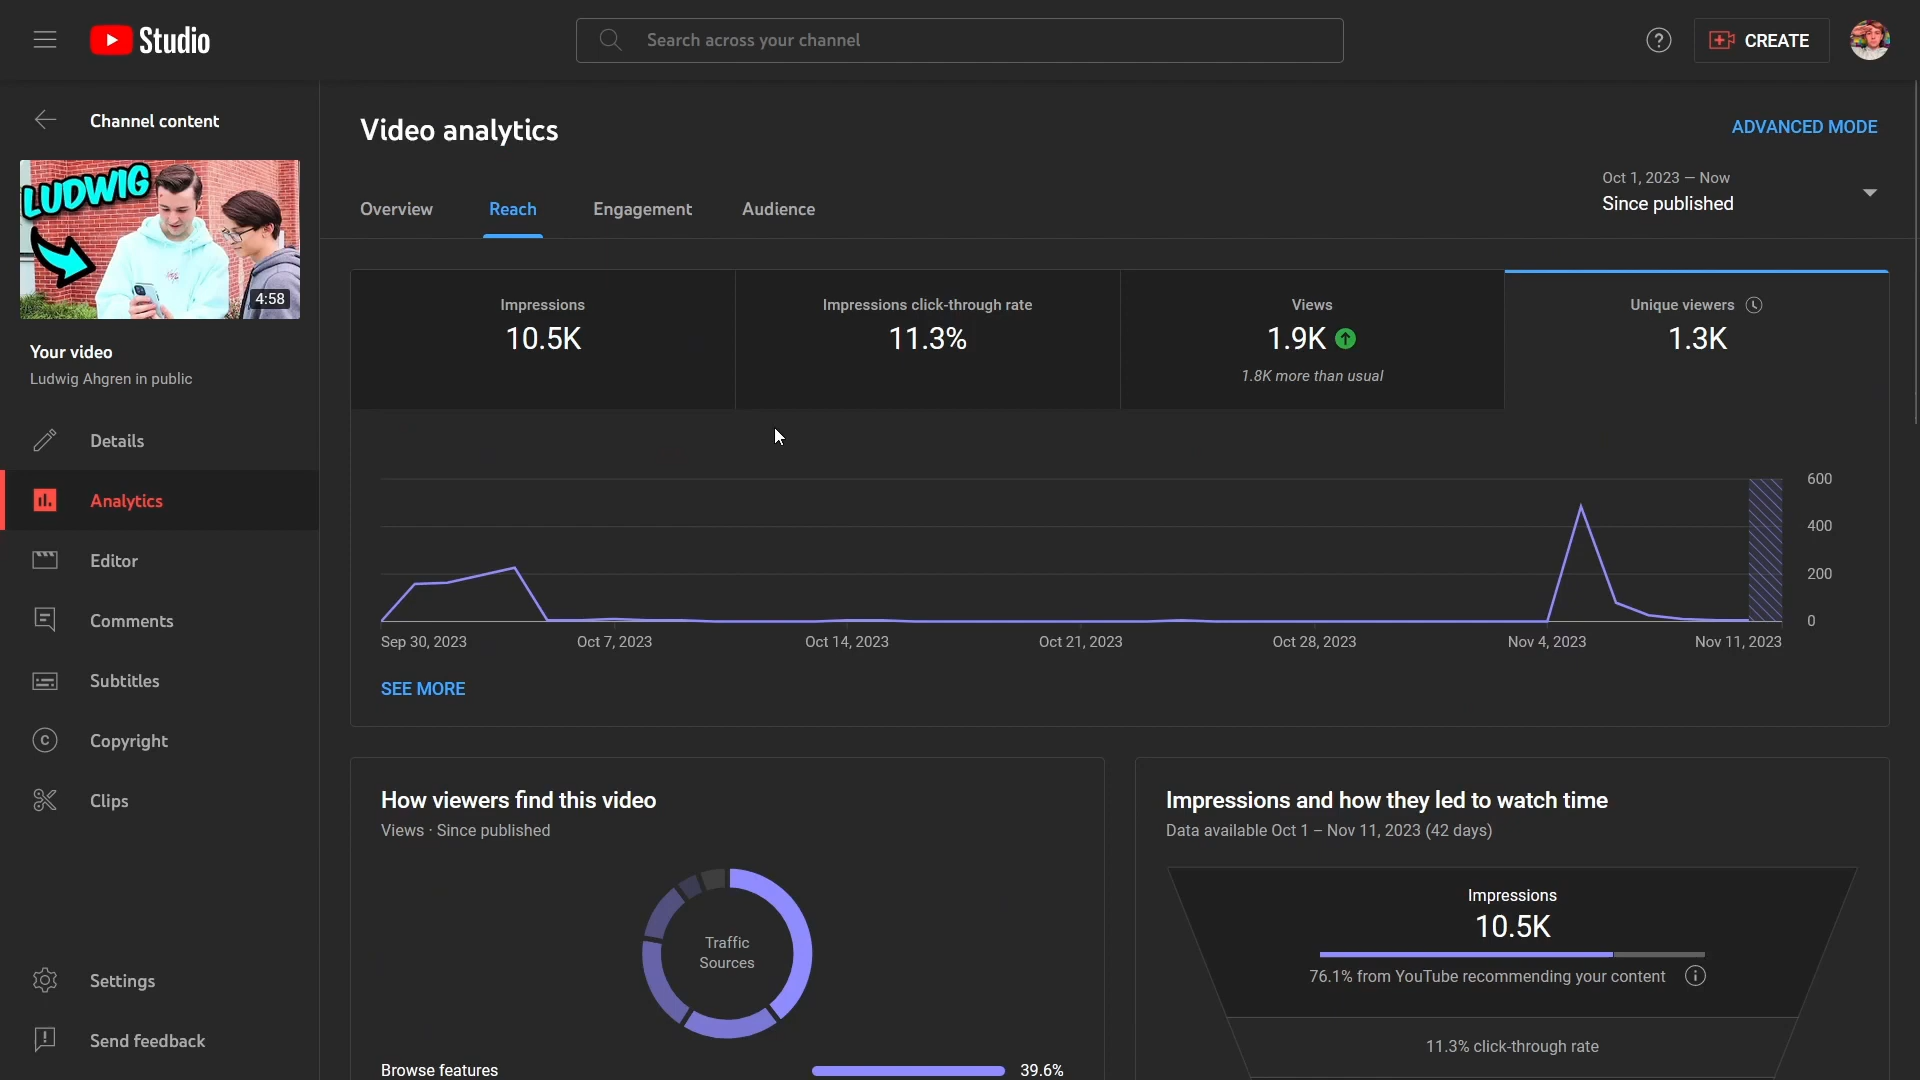 Studio
Search across your channel
CREATE
Channel content
LUDWIG
4:58
Your video
Ludwig Ahgren in public
Details
Analytics
Editor
Comments
Subtitles
Copyright
Clips
Settings
Send feedback
Video analytics
ADVANCED MODE
Oct 1, 2023 – Now
Since published
Overview
Reach
Engagement
Audience
Impressions
10.5K
Impressions click-through rate
11.3%
Views
1.9K
1.8K more than usual
Unique viewers
1.3K
600
400
200
0
Sep 30, 2023
Oct 7, 2023
Oct 14, 2023
Oct 21, 2023
Oct 28, 2023
Nov 4, 2023
Nov 11, 2023
SEE MORE
How viewers find this video
Views · Since published
Traffic
Sources
Browse features
39.6%
Impressions and how they led to watch time
Data available Oct 1 – Nov 11, 2023 (42 days)
Impressions
10.5K
76.1% from YouTube recommending your content
11.3% click-through rate